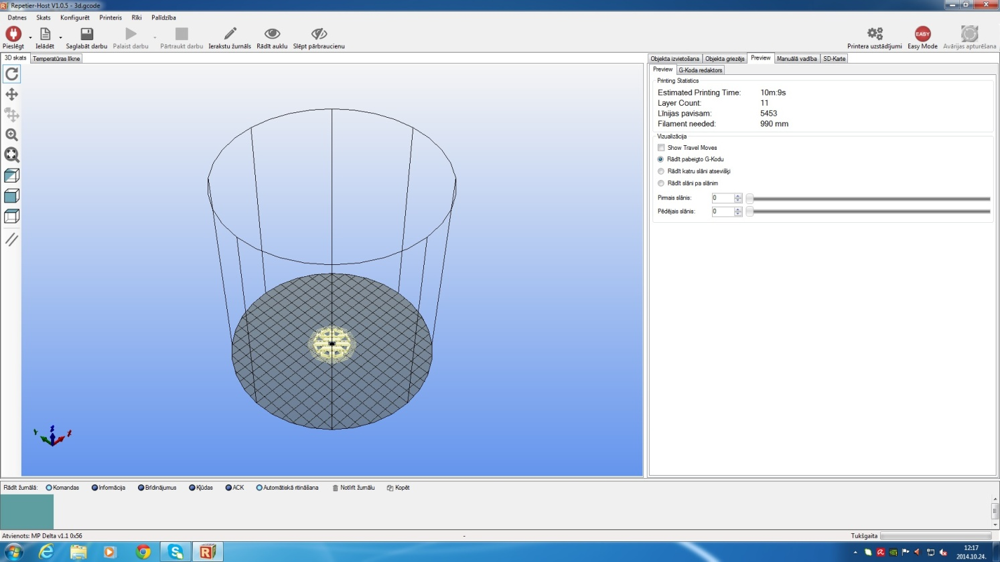 Repetier-Host V1.0.5 - 3d.gcode
Datnes Skats Konfigurēt Printeris Rīki Palīdzība
Pieslēgt Ielādēt Saglabāt darbu Palaist darbu Pārtraukt darbu Ierakstu žurnāls Rādīt auklu Slēpt pārbraucienu Printera uzstādījumi EASY Easy Mode Avārijas apturēšana
3D skats Temperatūras līkne Objekta izvietošana Objekta griezējs Preview Manuālā vadība SD-Karte
Preview G-Koda redaktors
Printing Statistics
Estimated Printing Time: 10m:9s
Layer Count: 11
Līnijas pavisam: 5453
Filament needed: 990 mm
Vizualizācija
Show Travel Moves
Rādīt pabeigto G-Kodu
Rādīt katru slāni atsevišķi
Rādīt slāni pa slānim
Pirmais slānis: 0
Pēdējais slānis: 0
Rādīt žurnālā: Komandas Informācija Brīdinājumus Kļūdas ACK Automātiskā ritināšana Notīrīt žurnālu Kopēt
Atvienots: MP Delta v1.1 0x56 - Tukšgaita
12:17
2014.10.24.